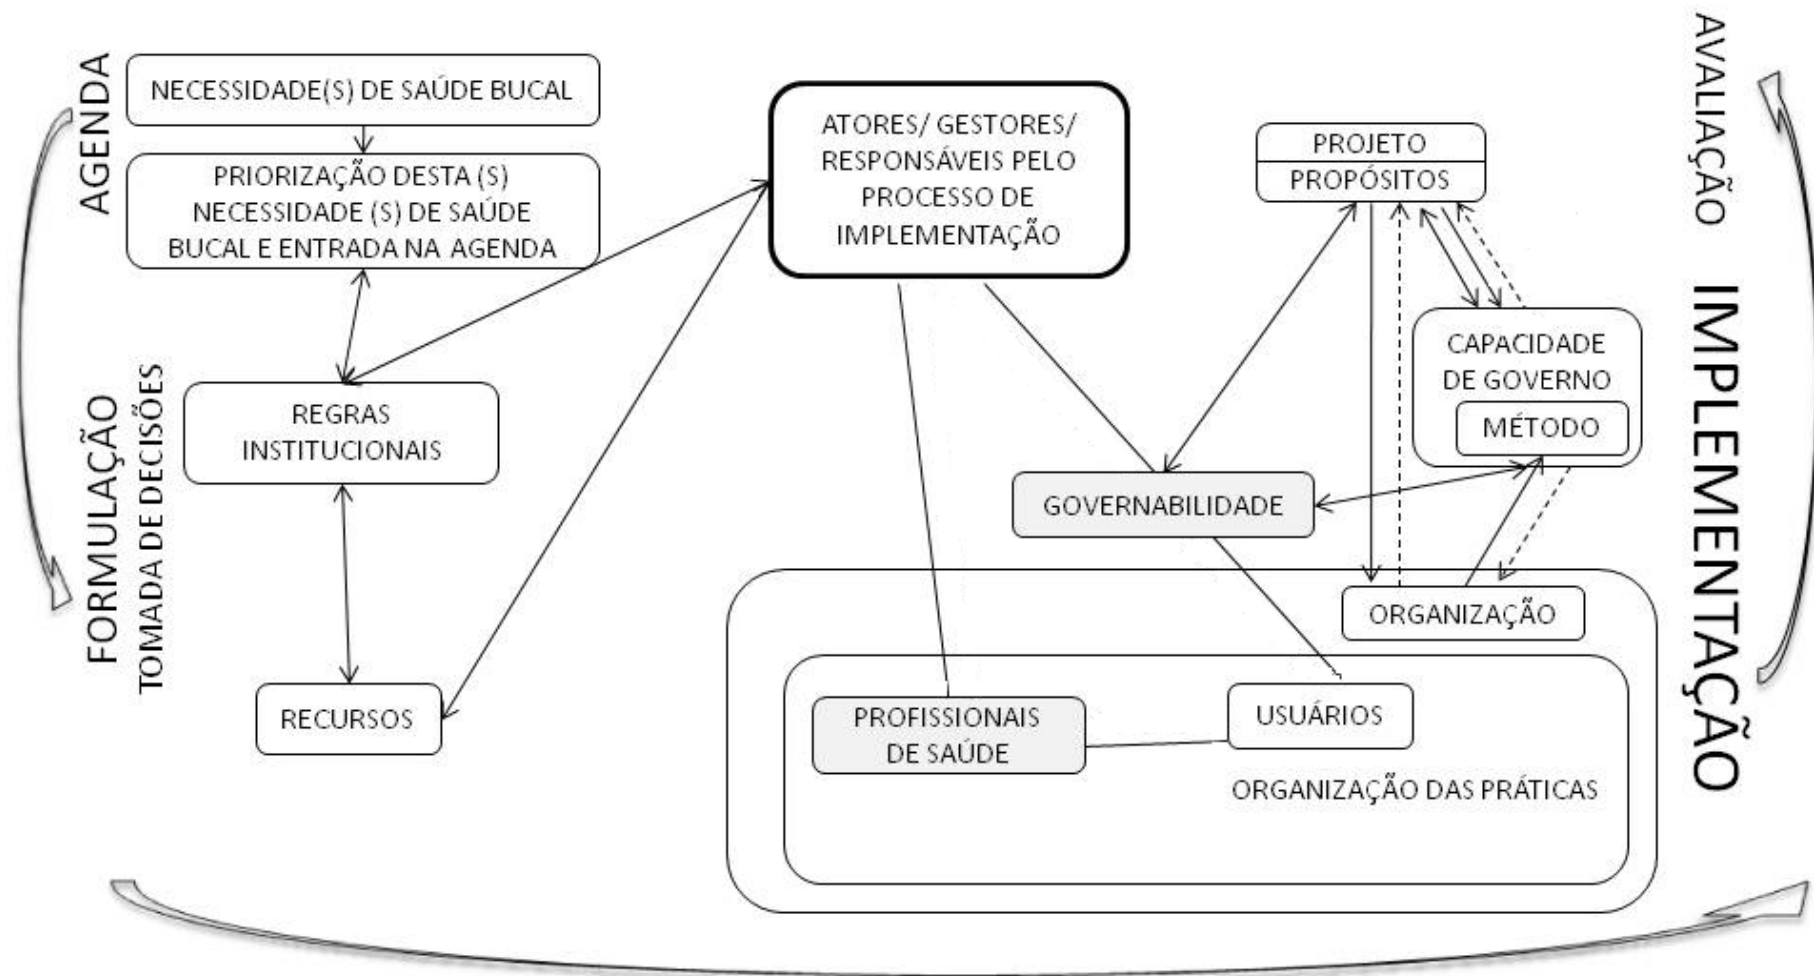 AGENDA
NECESSIDADE(S) DE SAÚDE BUCAL
PRIORIZAÇÃO DESTA (S)
NECESSIDADE (S) DE SAÚDE
BUCAL E ENTRADA NA AGENDA
FORMULAÇÃO
TOMADA DE DECISÕES
REGRAS
INSTITUCIONAIS
RECURSOS
ATORES/ GESTORES/
RESPONSÁVEIS PELO
PROCESSO DE
IMPLEMENTAÇÃO
PROJETO
PROPÓSITOS
CAPACIDADE
DE GOVERNO
MÉTODO
GOVERNABILIDADE
ORGANIZAÇÃO
PROFISSIONAIS
DE SAÚDE
USUÁRIOS
ORGANIZAÇÃO DAS PRÁTICAS
AVALIAÇÃO
IMPLEMENTAÇÃO